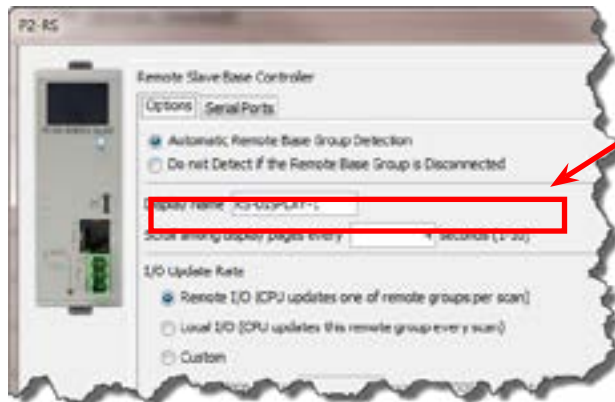 P2-RS
Remote Slave Base Controller
Options Serial Ports
Automatic Remote Base Group Detection
Do not Detect if the Remote Base Group is Disconnected
Display Name
Scroll among display pages every 4 seconds (1-30)
I/O Update Rate
Remote I/O (CPU updates one of remote groups per scan)
Local I/O (CPU updates this remote group every scan)
Custom